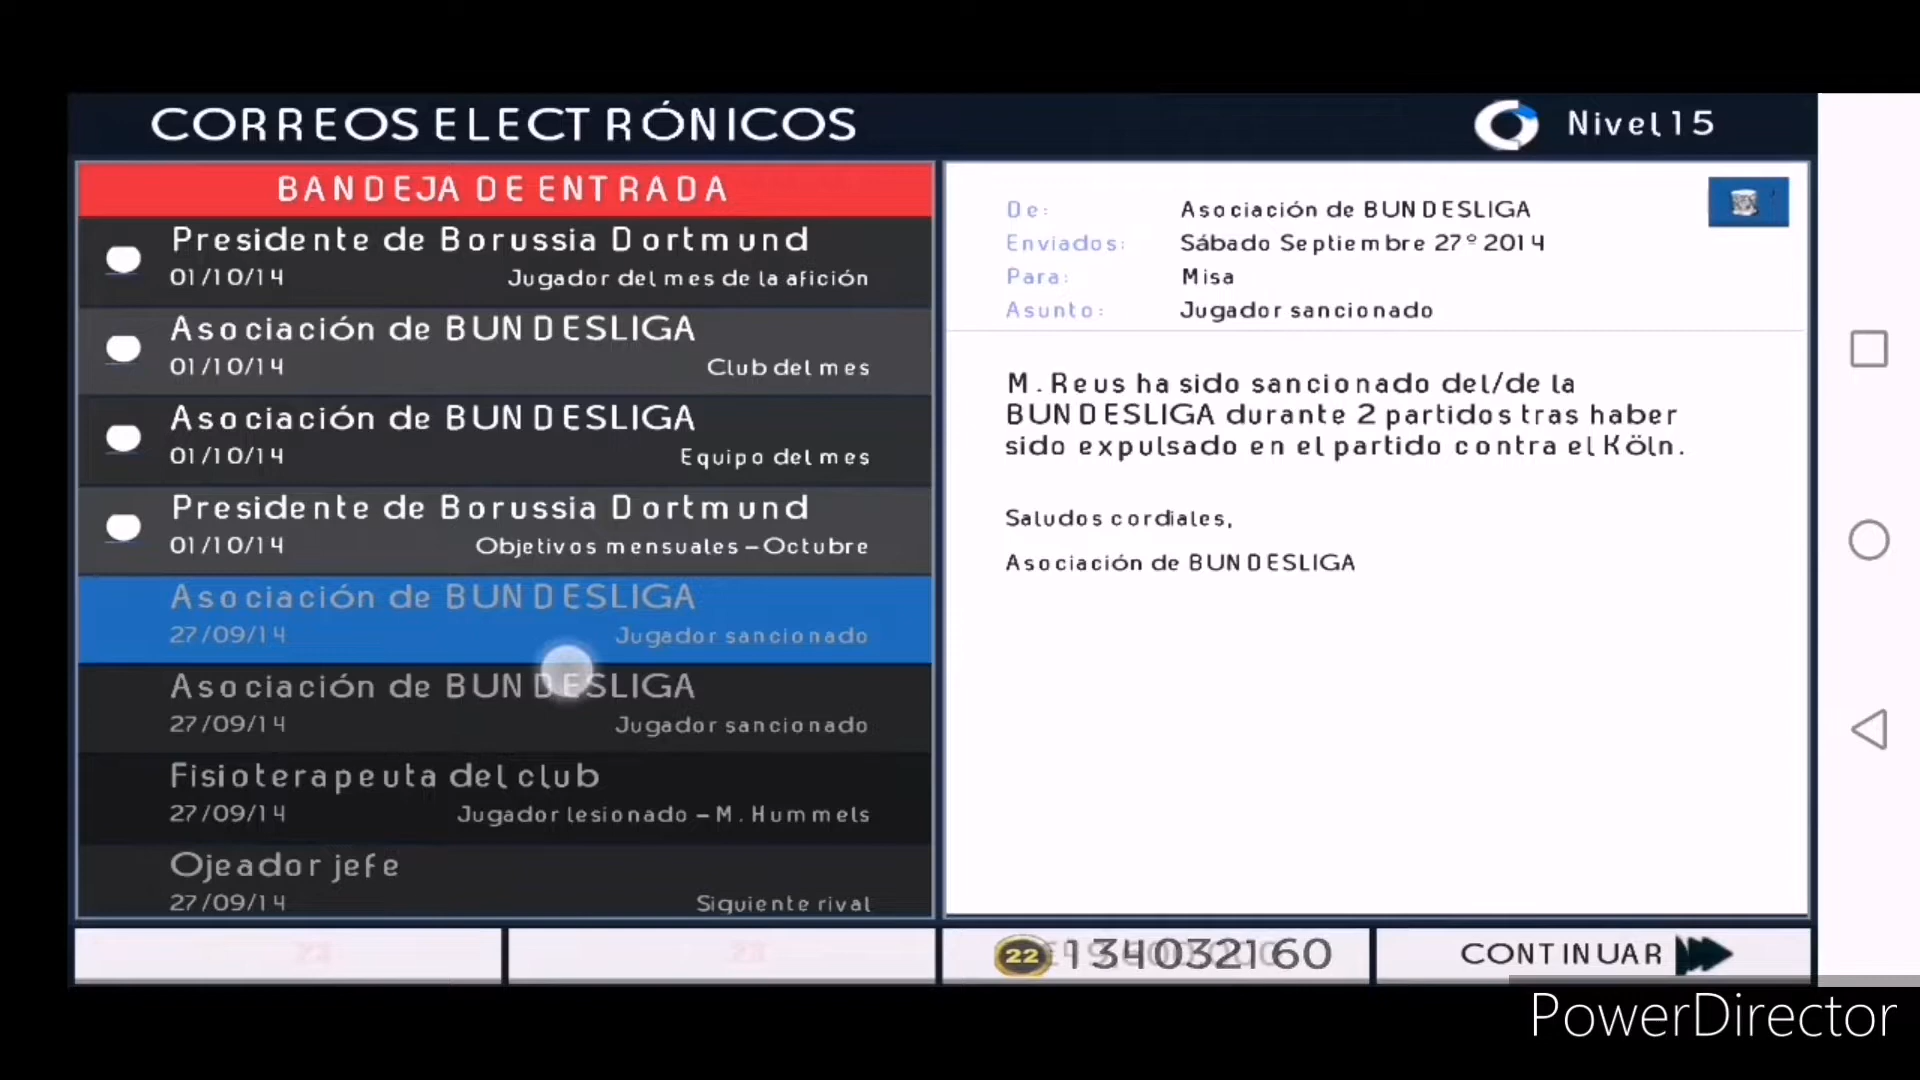 CORREOS ELECTRÓNICOS
Nivel 15
BANDEJA DE ENTRADA
Presidente de Borussia Dortmund
01/10/14 Jugador del mes de la afición
Asociación de BUNDESLIGA
01/10/14 Club del mes
Asociación de BUNDESLIGA
01/10/14 Equipo del mes
Presidente de Borussia Dortmund
01/10/14 Objetivos mensuales - Octubre
Asociación de BUNDESLIGA
27/09/14 Jugador sancionado
Asociación de BUNDESLIGA
27/09/14 Jugador sancionado
Fisioterapeuta del club
27/09/14 Jugador lesionado - M. Hummels
Ojeador jefe
27/09/14 Siguiente rival
De: Asociación de BUNDESLIGA
Enviados: Sábado Septiembre 27º 2014
Para: Misa
Asunto: Jugador sancionado
M. Reus ha sido sancionado del/de la
BUNDESLIGA durante 2 partidos tras haber
sido expulsado en el partido contra el Köln.
Saludos cordiales,
Asociación de BUNDESLIGA
22 134032160
CONTINUAR
PowerDirector